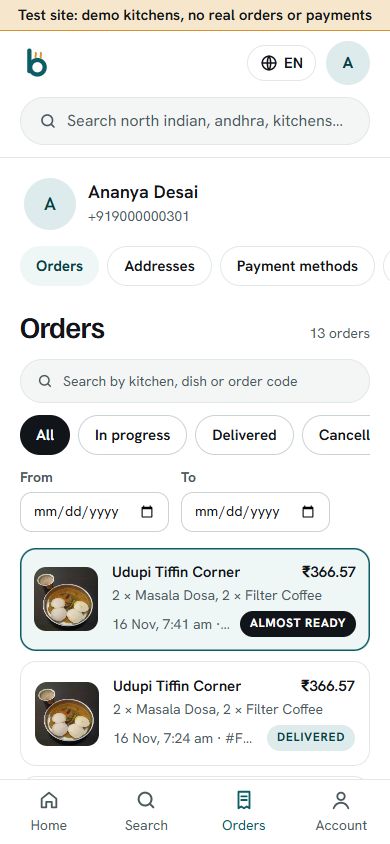 Test site: demo kitchens, no real orders or payments
b
EN
A
Search north indian, andhra, kitchens...
A
Ananya Desai
+919000000301
Orders
Addresses
Payment methods
Orders
13 orders
Search by kitchen, dish or order code
All
In progress
Delivered
Cancell
From
To
mm/dd/yyyy
mm/dd/yyyy
Udupi Tiffin Corner
₹366.57
2 × Masala Dosa, 2 × Filter Coffee
16 Nov, 7:41 am ·...
ALMOST READY
Udupi Tiffin Corner
₹366.57
2 × Masala Dosa, 2 × Filter Coffee
16 Nov, 7:24 am · #F...
DELIVERED
Home
Search
Orders
Account